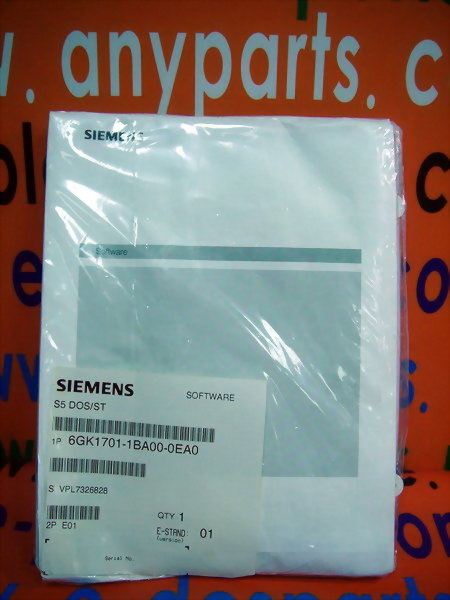 w. anyparts. c
SIEMENS
Software
SIEMENS
SOFTWARE
S5 DOS/ST
1P 6GK1701-1BA00-0EA0
S VPL7326828
QTY 1
2P E01
E-STAND: 01
(version)
Serial No.